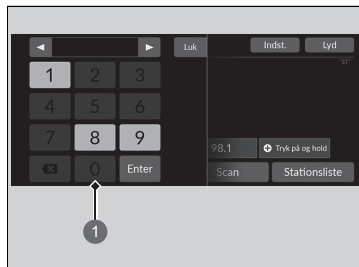 Luk Indst. Lyd
"ST"
1 2 3
4 5 6
7 8 9
98.1 Tryk på og hold
0 Enter Scan Stationsliste
1